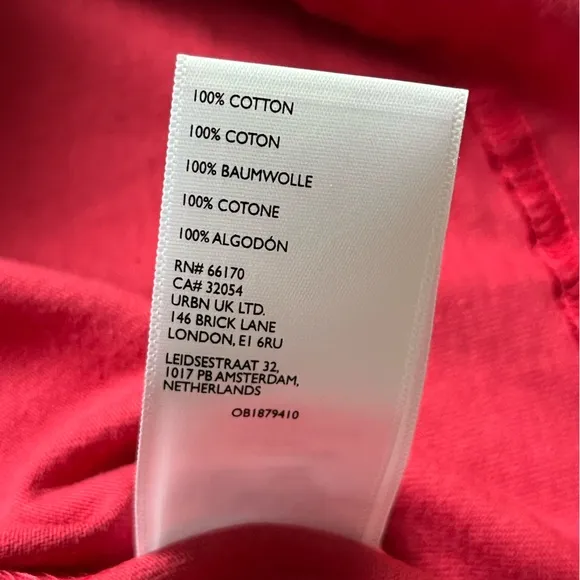 100% COTTON
100% COTON
100% BAUMWOLLE
100% COTONE
100% ALGODÓN
RN# 66170
CA# 32054
URBN UK LTD.
146 BRICK LANE
LONDON, E1 6RU
LEIDSESTRAAT 32,
1017 PB AMSTERDAM,
NETHERLANDS
OB1879410